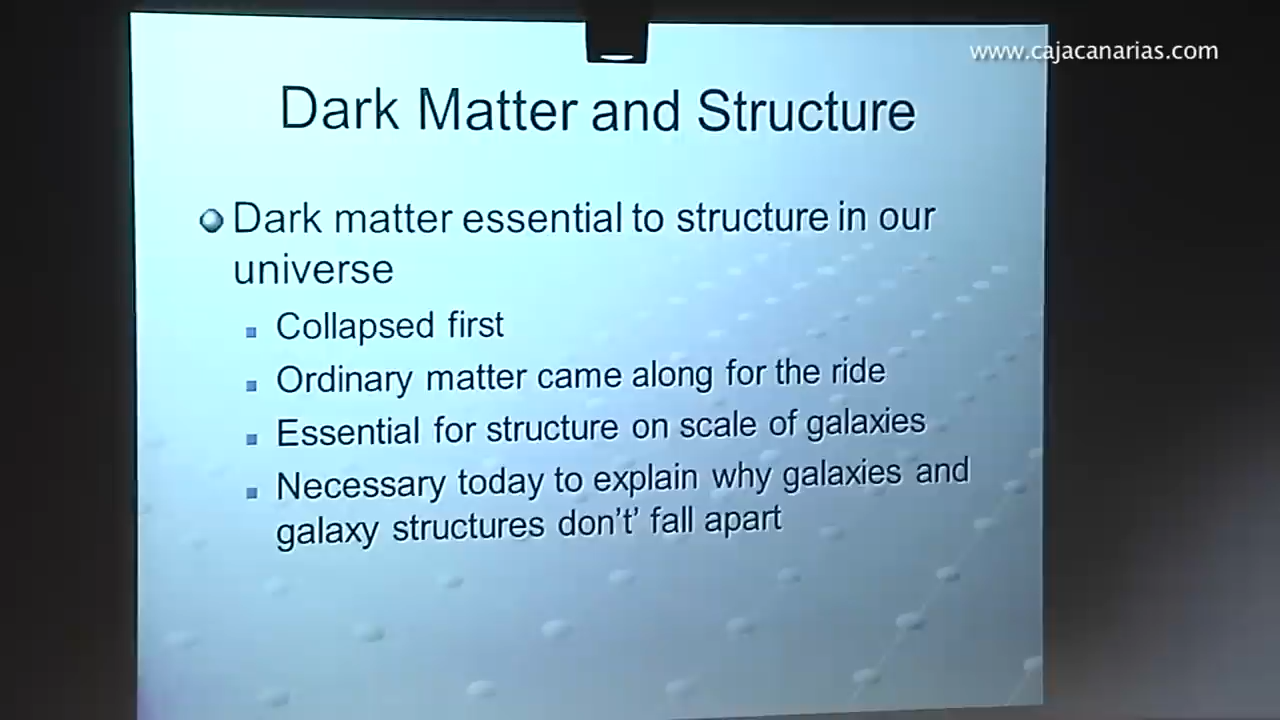 www.cajacanarias.com
Dark Matter and Structure
Dark matter essential to structure in our
universe
Collapsed first
Ordinary matter came along for the ride
Essential for structure on scale of galaxies
Necessary today to explain why galaxies and
galaxy structures don't' fall apart